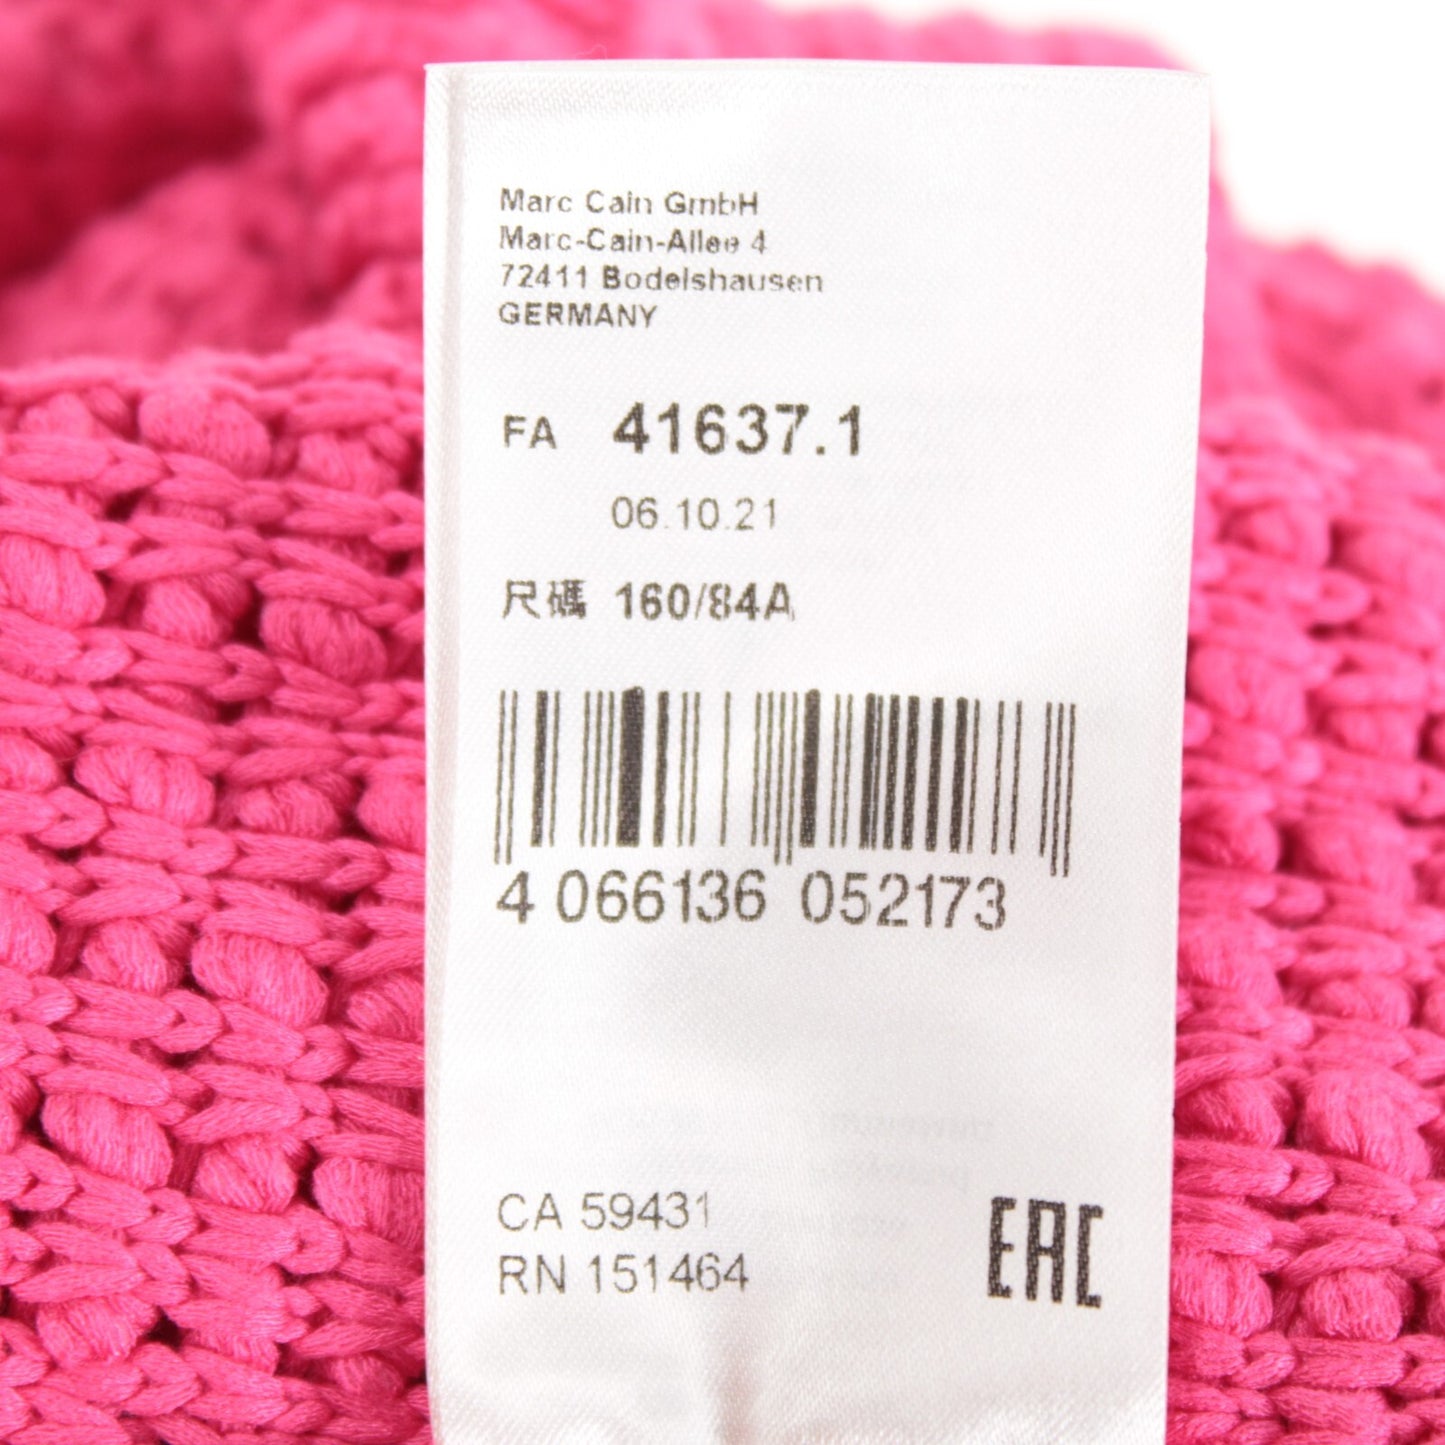 Marc Cain GmbH
Marc-Cain-Allee 4
72411 Bodelshausen
GERMANY
FA 41637.1
06.10.21
尺碼 160/84A
4 066136 052173
CA 59431
RN 151464
EAC